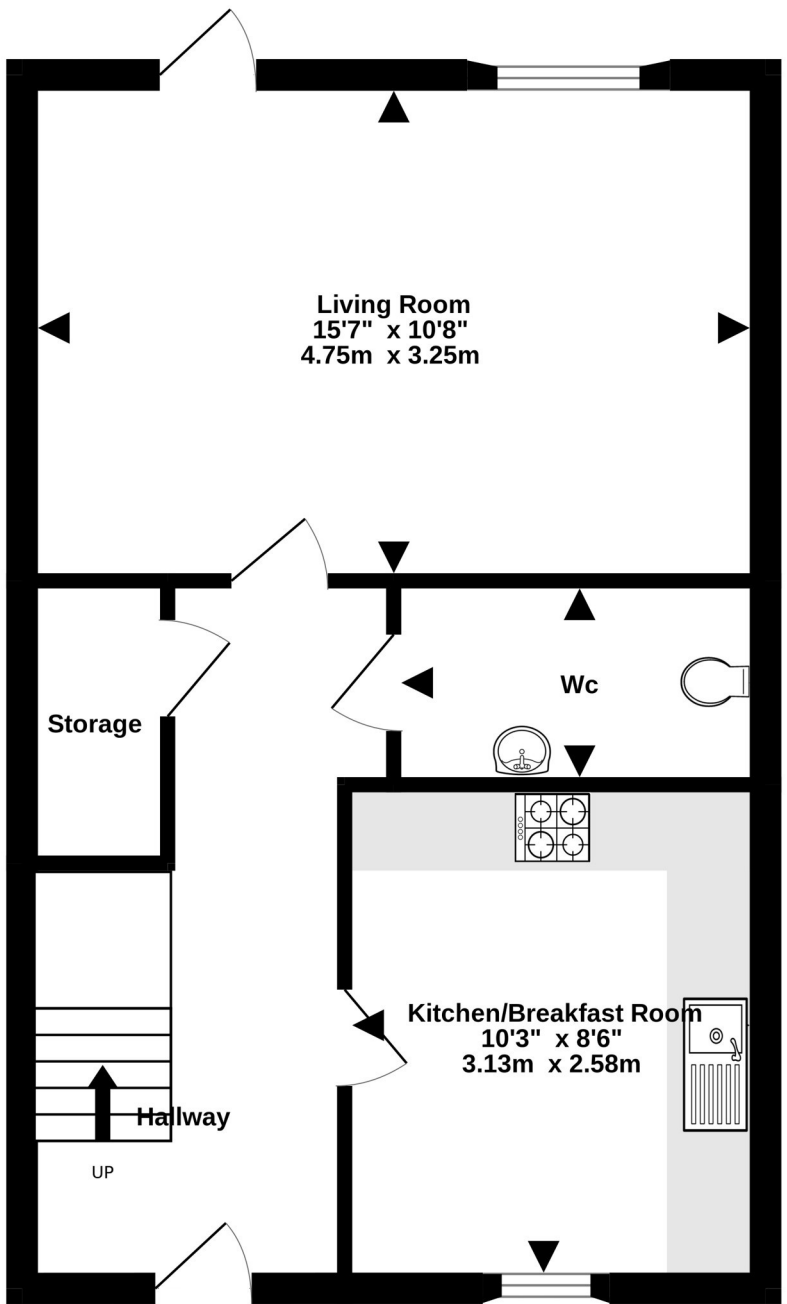 Living Room
15'7" x 10'8"
4.75m x 3.25m
Wc
Storage
Kitchen/Breakfast Room
10'3" x 8'6"
3.13m x 2.58m
Hallway
UP